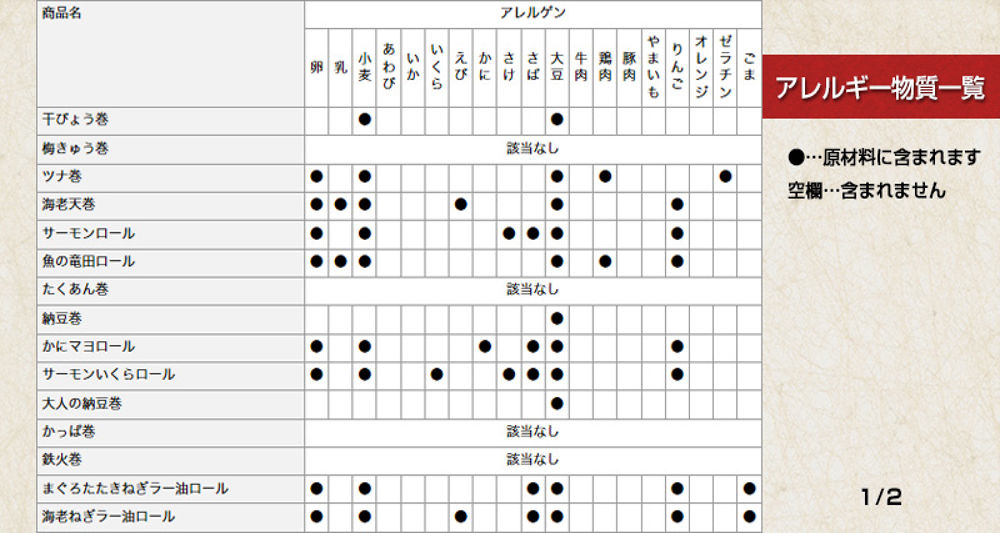 商品名 アレルゲン
卵 乳 小麦 あわび いか いくら えび かに さけ さば 大豆 牛肉 鶏肉 豚肉 やまいも りんご オレンジ ゼラチン ごま
干ぴょう巻 ● ●
梅きゅう巻 該当なし
ツナ巻 ● ● ● ● ●
海老天巻 ● ● ● ● ● ●
サーモンロール ● ● ● ● ● ●
魚の竜田ロール ● ● ● ● ● ●
たくあん巻 該当なし
納豆巻 ●
かにマヨロール ● ● ● ● ● ●
サーモンいくらロール ● ● ● ● ● ● ●
大人の納豆巻 ●
かっぱ巻 該当なし
鉄火巻 該当なし
まぐろたたきねぎラー油ロール ● ● ● ● ● ●
海老ねぎラー油ロール ● ● ● ● ● ● ●
アレルギー物質一覧
●…原材料に含まれます
空欄…含まれません
1/2